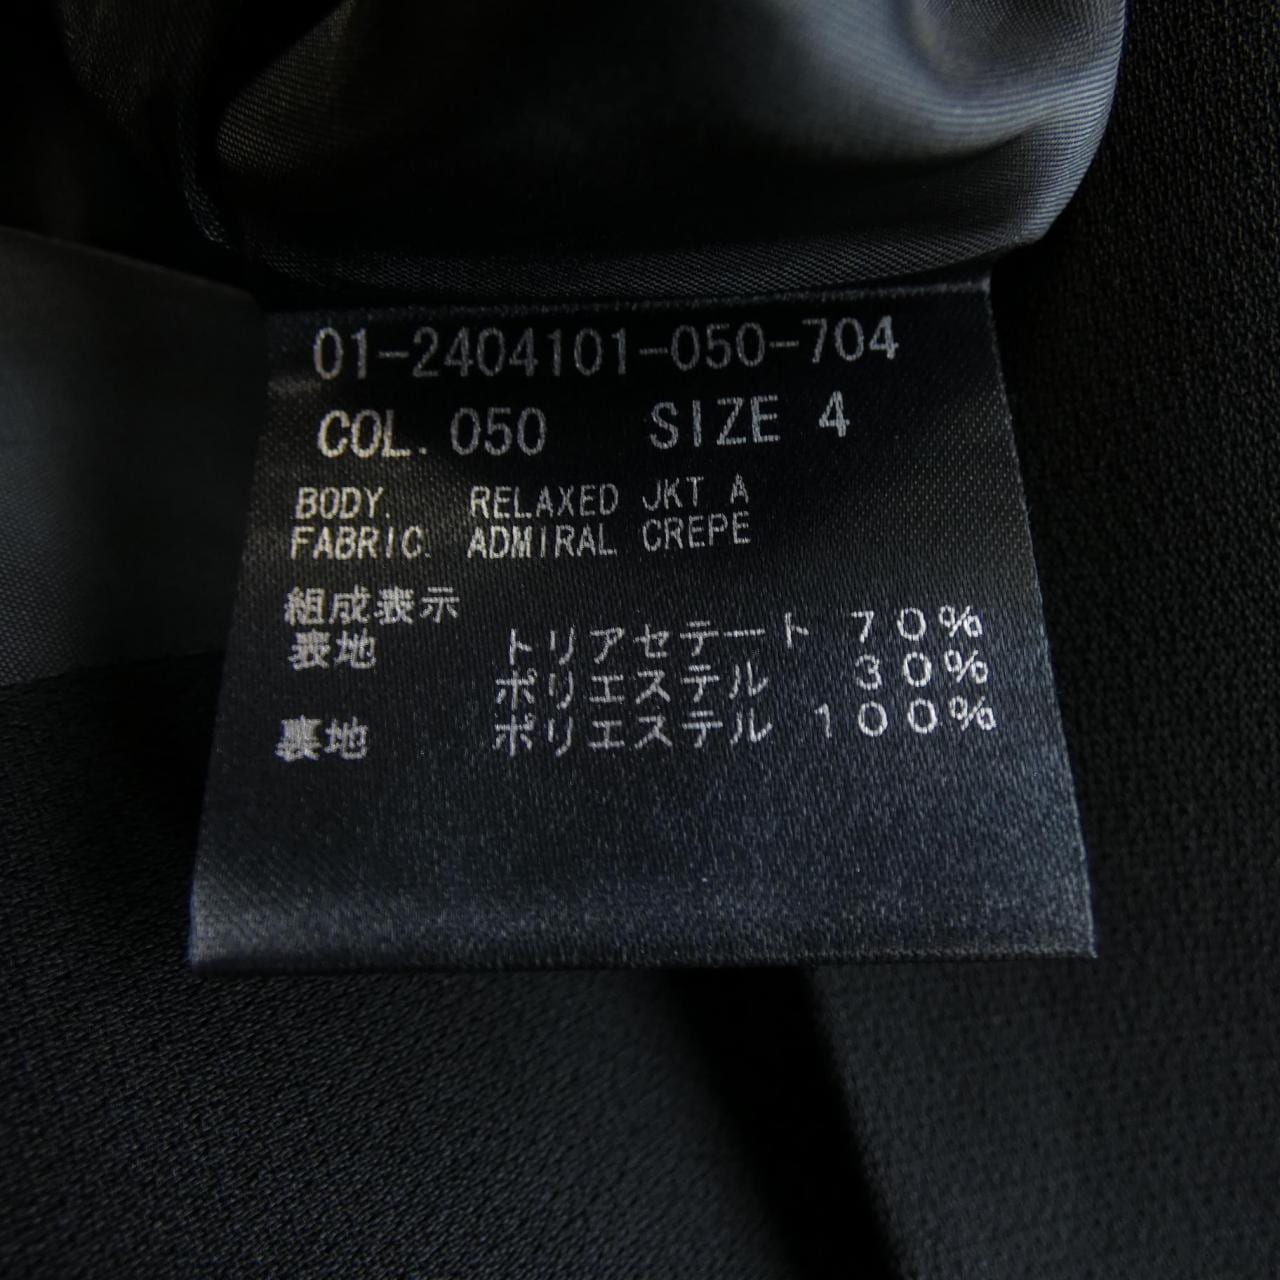 01-2404101-050-704
COL. 050 SIZE 4
BODY. RELAXED JKT A
FABRIC. ADMIRAL CREPE
組成表示
表地 トリアセテート 70%
ポリエステル 30%
裏地 ポリエステル 100%